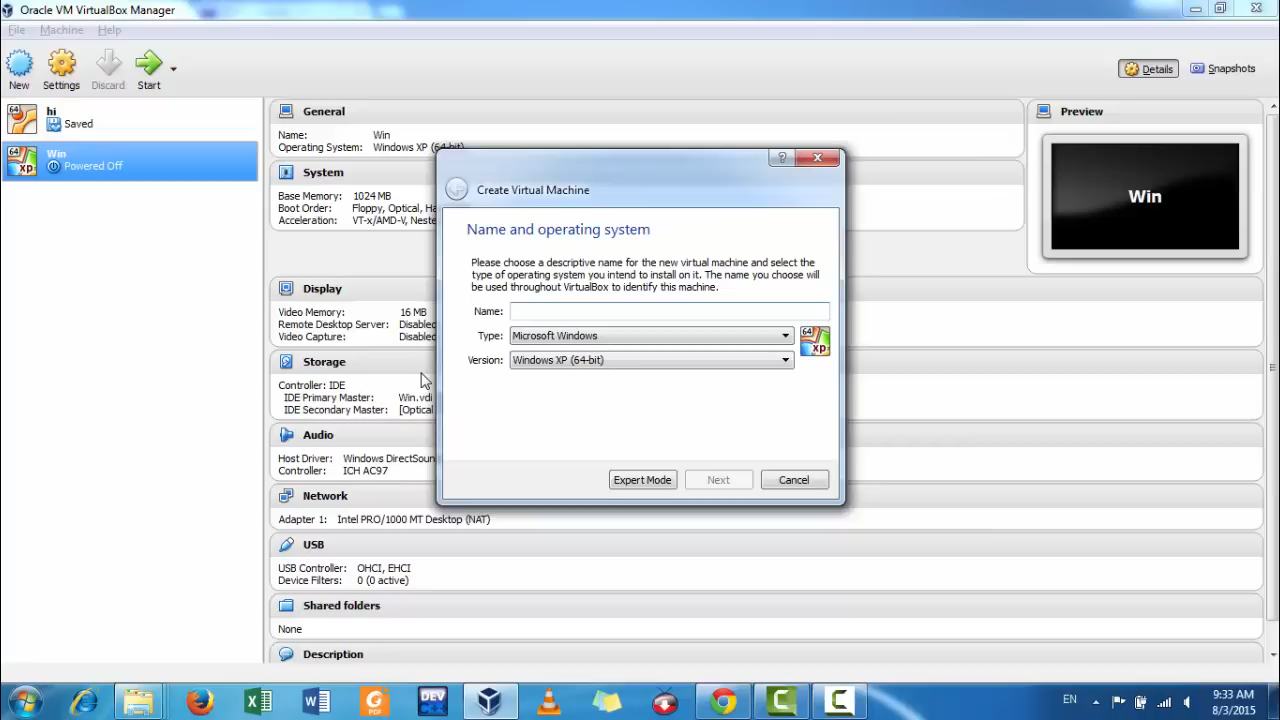 Oracle VM VirtualBox Manager
File Machine Help
New Settings Discard Start
Details Snapshots
64
hi
Saved
64
xp
Win
Powered Off
General
Name: Win
Operating System: Windows XP (64-bit)
System
Base Memory: 1024 MB
Boot Order: Floppy, Optical, Ha
Acceleration: VT-x/AMD-V, Neste
Display
Video Memory: 16 MB
Remote Desktop Server: Disabled
Video Capture: Disabled
Storage
Controller: IDE
IDE Primary Master: Win.vdi
IDE Secondary Master: [Optical
Audio
Host Driver: Windows DirectSoun
Controller: ICH AC97
Network
Adapter 1: Intel PRO/1000 MT Desktop (NAT)
USB
USB Controller: OHCI, EHCI
Device Filters: 0 (0 active)
Shared folders
None
Description
Preview
Win
?
Create Virtual Machine
Name and operating system
Please choose a descriptive name for the new virtual machine and select the
type of operating system you intend to install on it. The name you choose will
be used throughout VirtualBox to identify this machine.
Name:
Type: Microsoft Windows
Version: Windows XP (64-bit)
64
xp
Expert Mode Next Cancel
PDF
DEV
EN
9:33 AM
8/3/2015